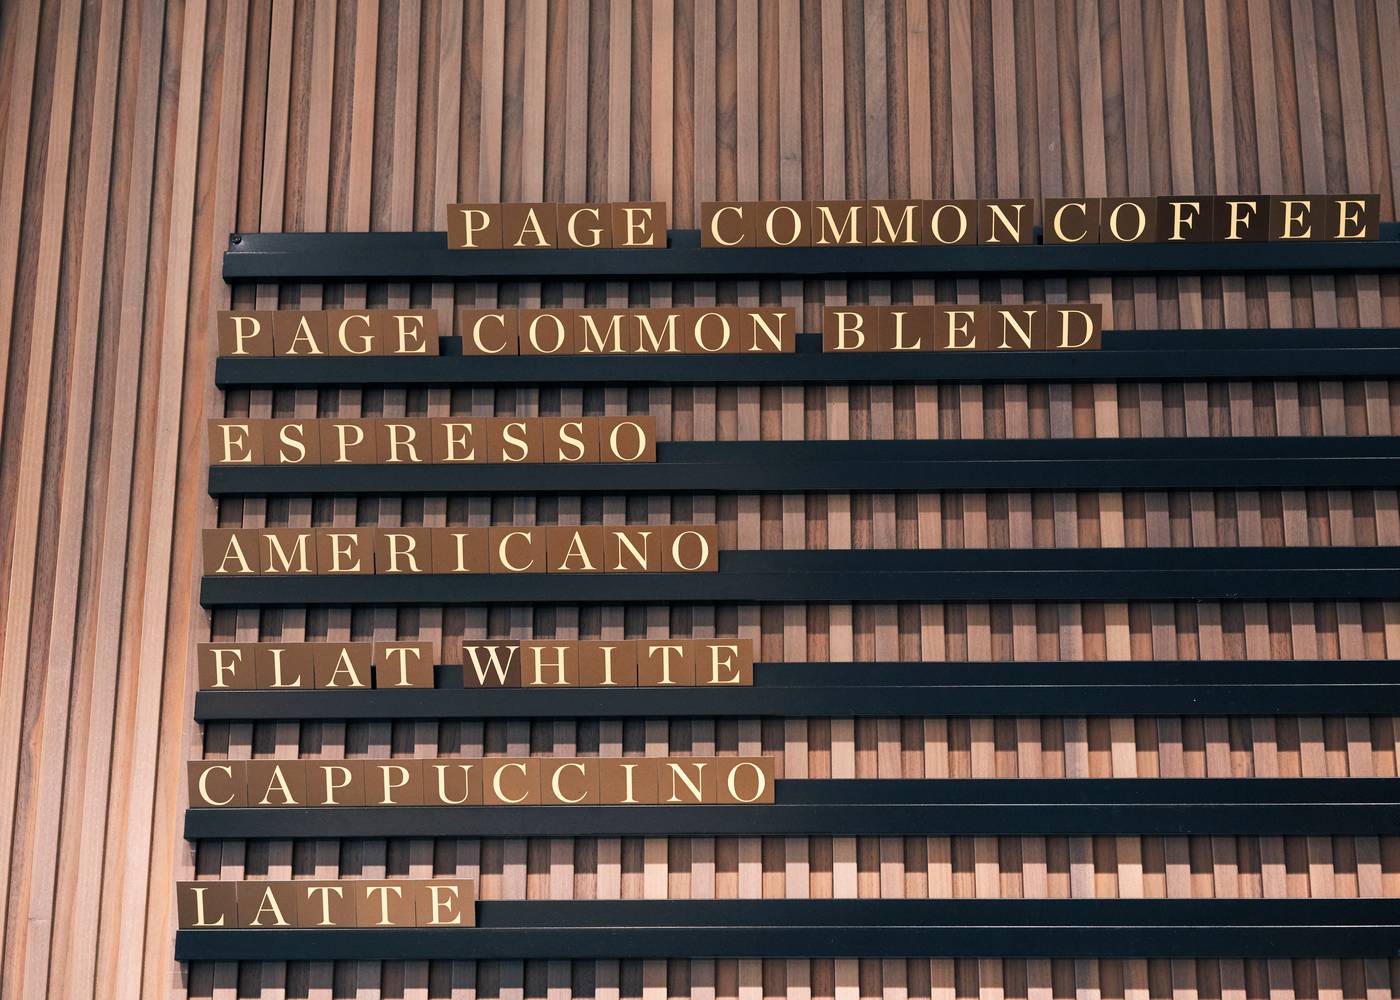 PAGE COMMON COFFEE
PAGE COMMON BLEND
ESPRESSO
AMERICANO
FLAT WHITE
CAPPUCCINO
LATTE